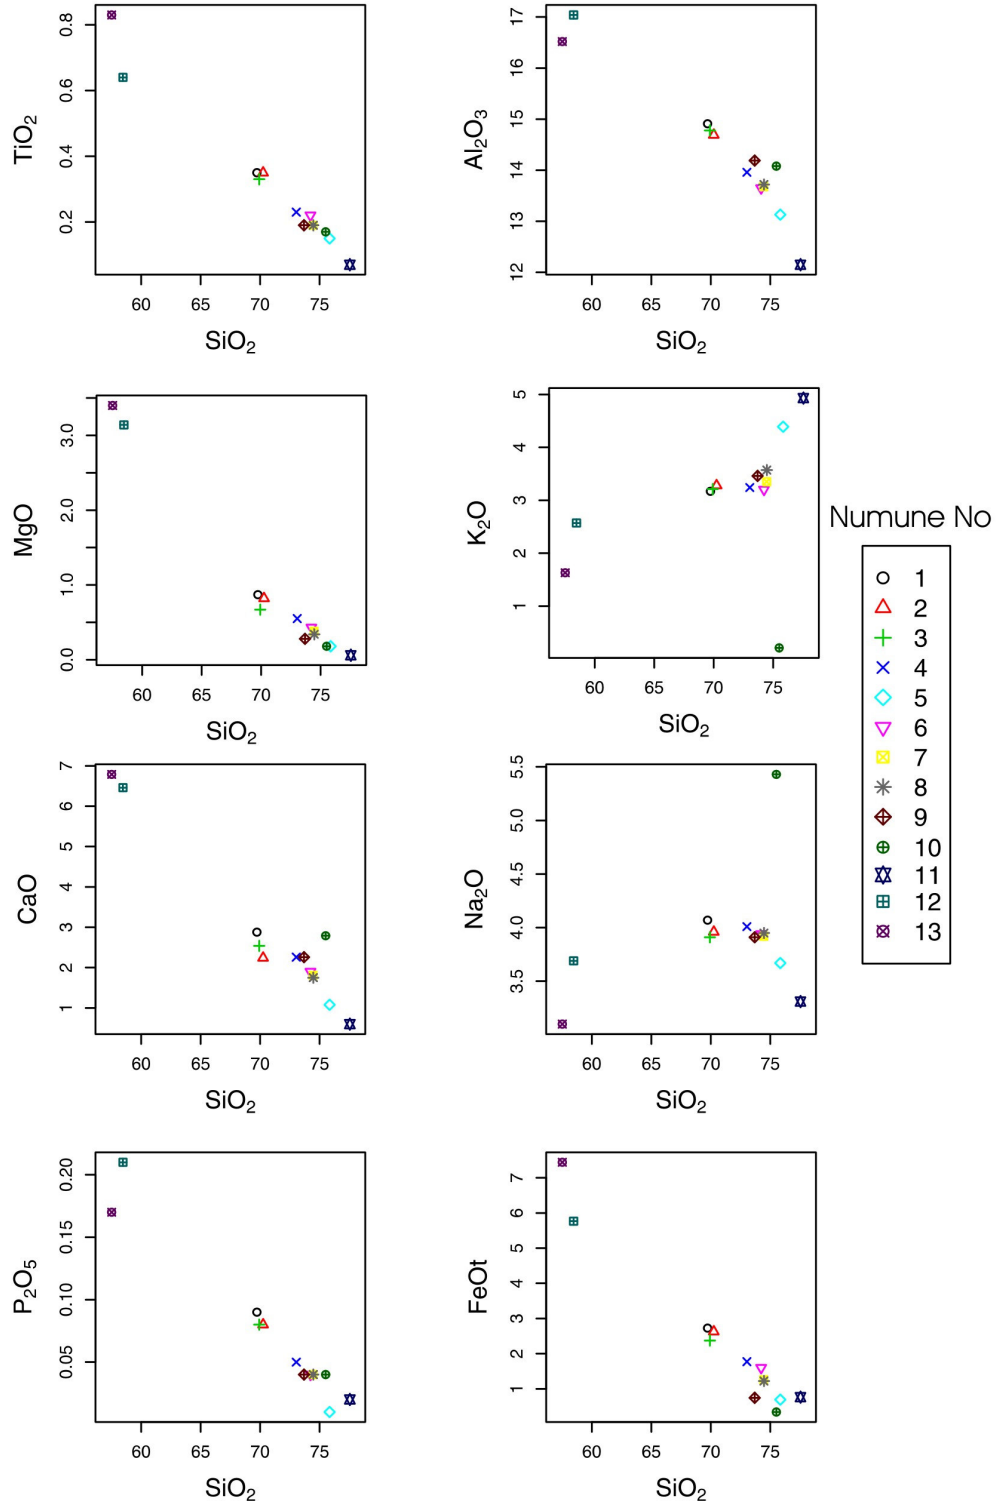 TiO2
0.8
0.6
0.4
0.2
60 65 70 75
SiO2
Al2O3
17
16
15
14
13
12
60 65 70 75
SiO2
MgO
3.0
2.0
1.0
0.0
60 65 70 75
SiO2
K2O
5
4
3
2
1
60 65 70 75
SiO2
Numune No
1
2
3
4
5
6
7
8
9
10
11
12
13
CaO
7
6
5
4
3
2
1
60 65 70 75
SiO2
Na2O
5.5
5.0
4.5
4.0
3.5
60 65 70 75
SiO2
P2O5
0.20
0.15
0.10
0.05
60 65 70 75
SiO2
FeOt
7
6
5
4
3
2
1
60 65 70 75
SiO2